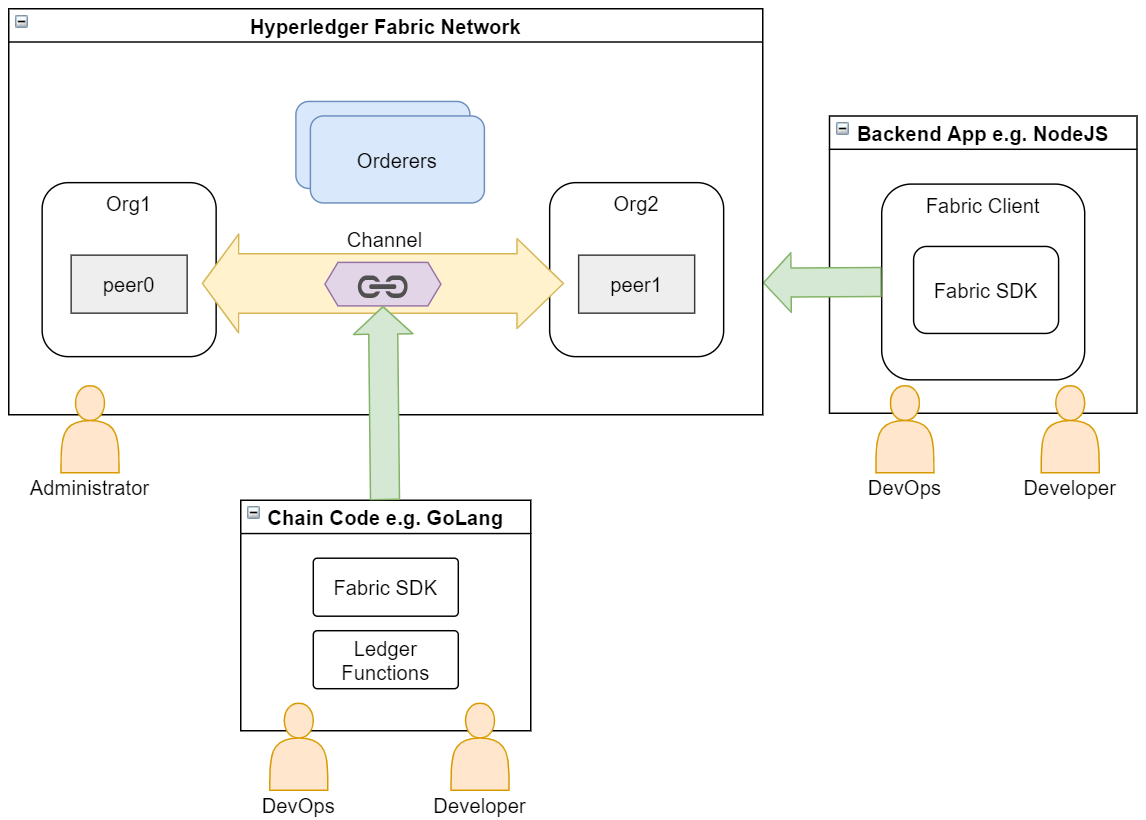 Hyperledger Fabric Network
Orderers
Org1
peer0
Channel
Org2
peer1
Administrator
Backend App e.g. NodeJS
Fabric Client
Fabric SDK
DevOps
Developer
Chain Code e.g. GoLang
Fabric SDK
Ledger
Functions
DevOps
Developer